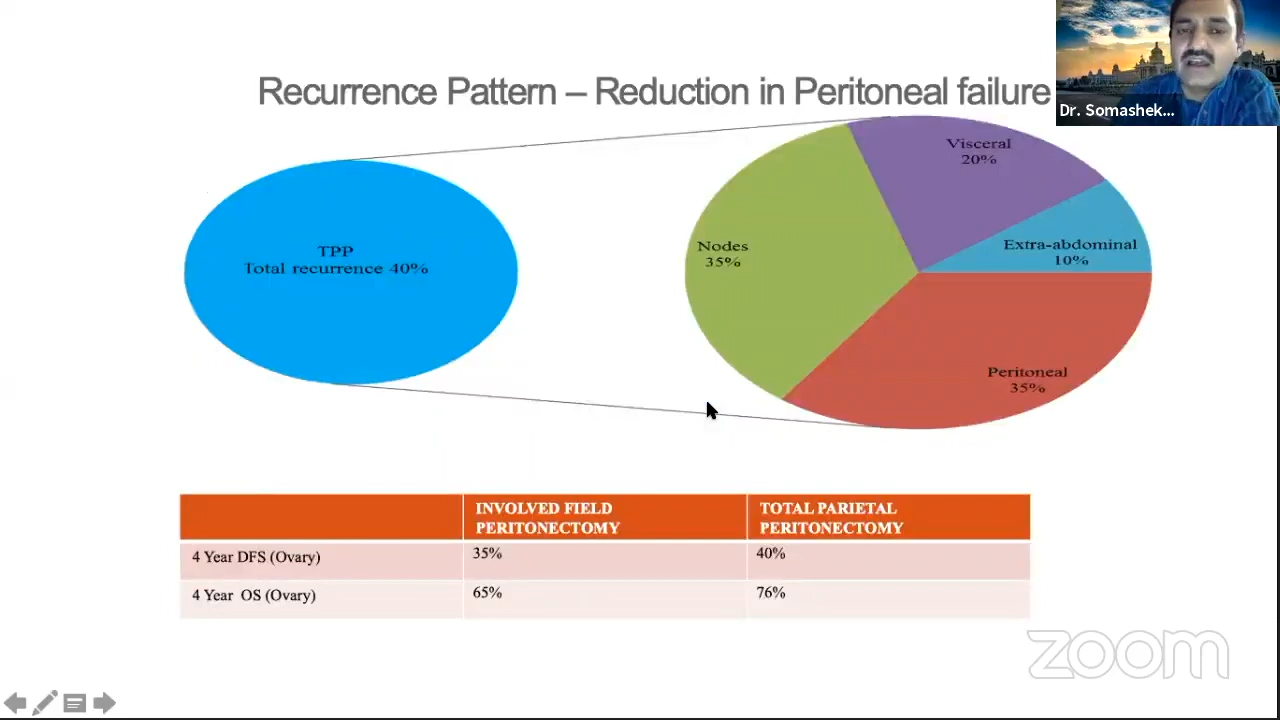 Recurrence Pattern – Reduction in Peritoneal failure
Dr. Somashek...
TPP
Total recurrence 40%
Visceral
20%
Nodes
35%
Extra-abdominal
10%
Peritoneal
35%
INVOLVED FIELD
PERITONECTOMY
TOTAL PARIETAL
PERITONECTOMY
4 Year DFS (Ovary)
35%
40%
4 Year OS (Ovary)
65%
76%
zoom